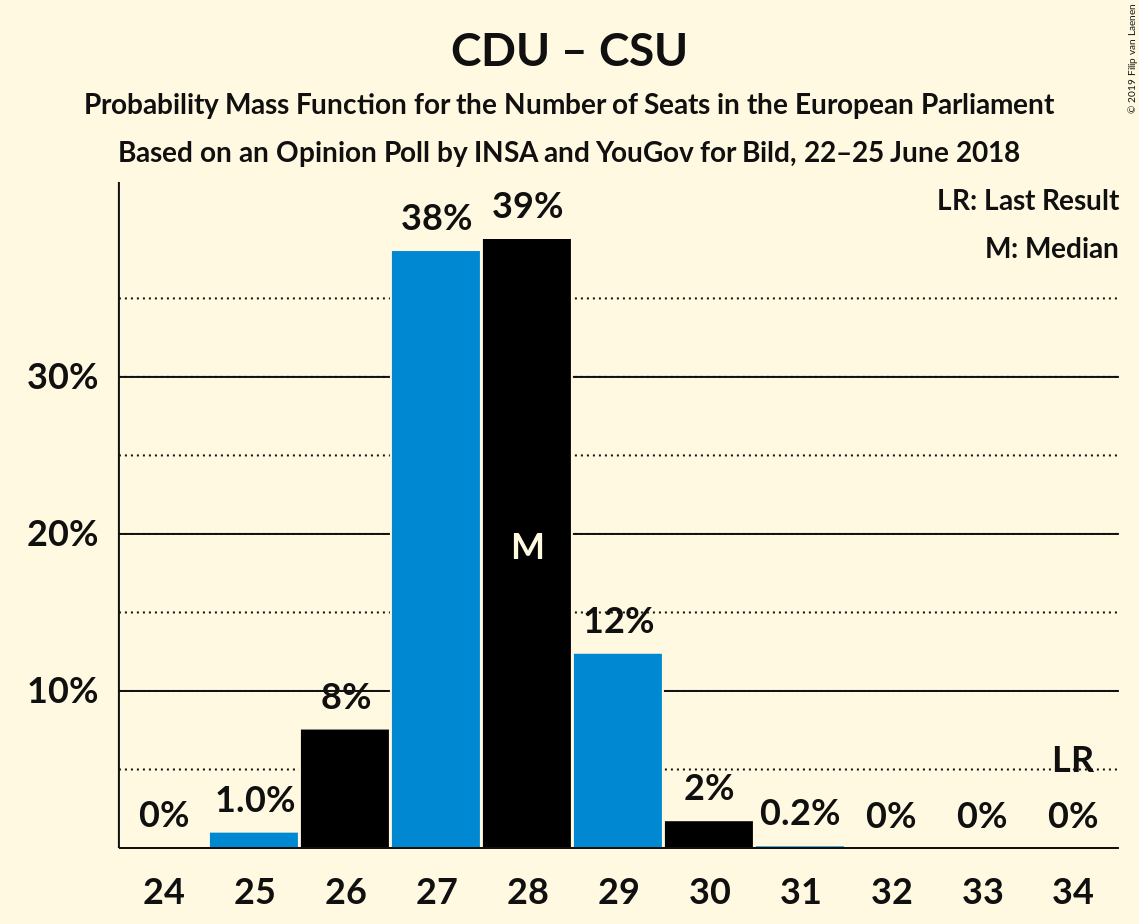 CDU – CSU
Probability Mass Function for the Number of Seats in the European Parliament
Based on an Opinion Poll by INSA and YouGov for Bild, 22–25 June 2018
© 2019 Filip van Laenen
LR: Last Result
M: Median
38%
39%
30%
20%
M
12%
10%
8%
LR
2%
1.0%
0%
0.2%
0%
0%
0%
24 25 26 27 28 29 30 31 32 33 34